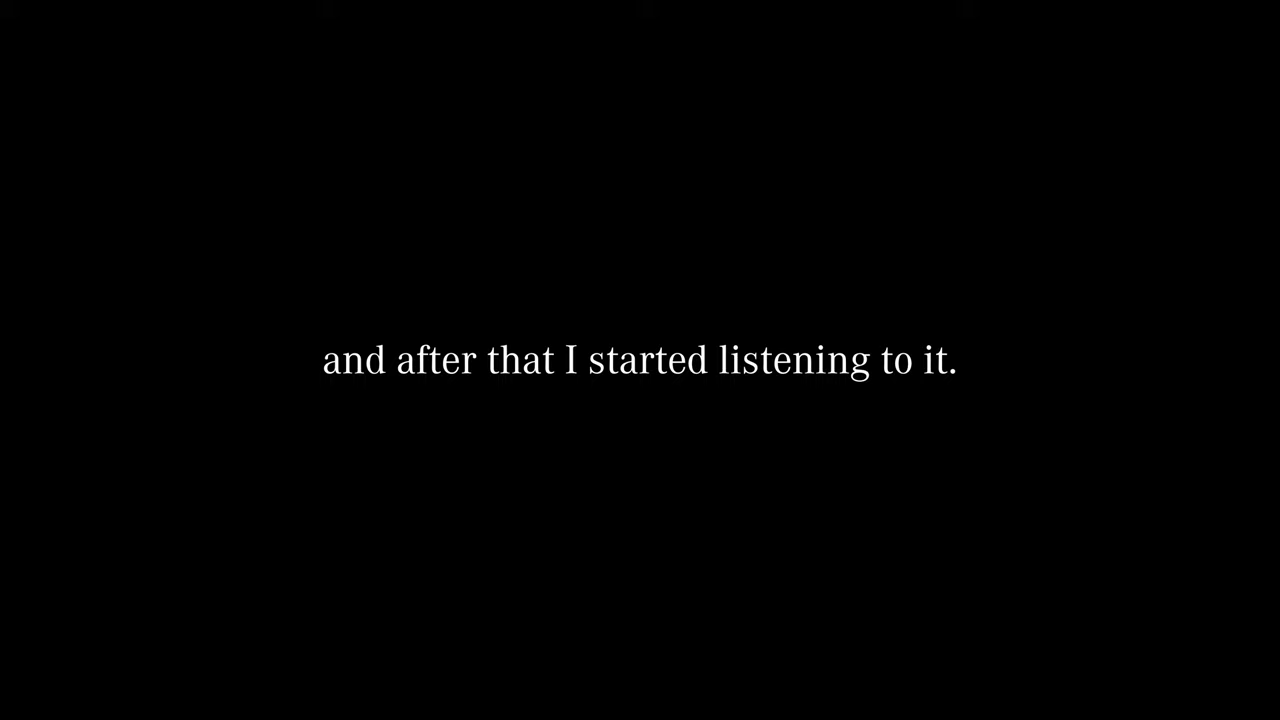 and after that I started listening to it.